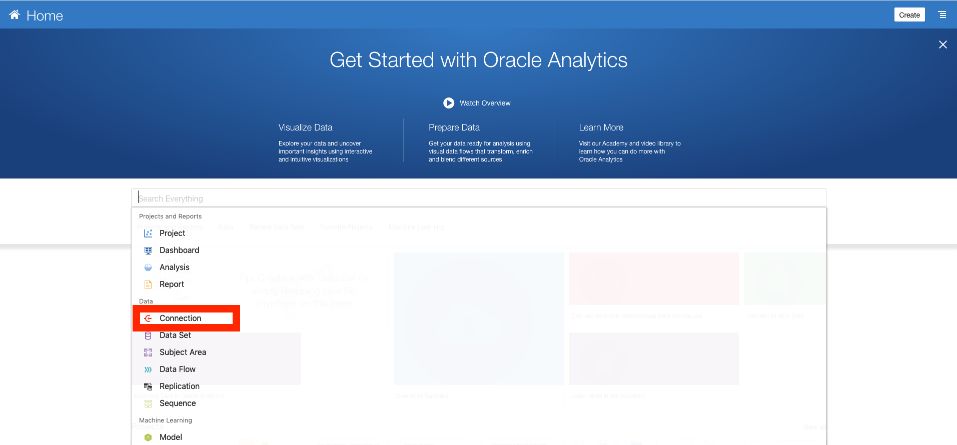 Home
Create
Get Started with Oracle Analytics
Watch Overview
Visualize Data
Explore your data and uncover
important insights using interactive
and intuitive visualizations
Prepare Data
Get your data ready for analysis using
visual data flows that transform, enrich
and blend different sources
Learn More
Visit our Academy and video library to
learn how you can do more with
Oracle Analytics
Search Everything
Projects and Reports
Project
Dashboard
Analysis
Report
Data
Connection
Data Set
Subject Area
Data Flow
Replication
Sequence
Machine Learning
Model